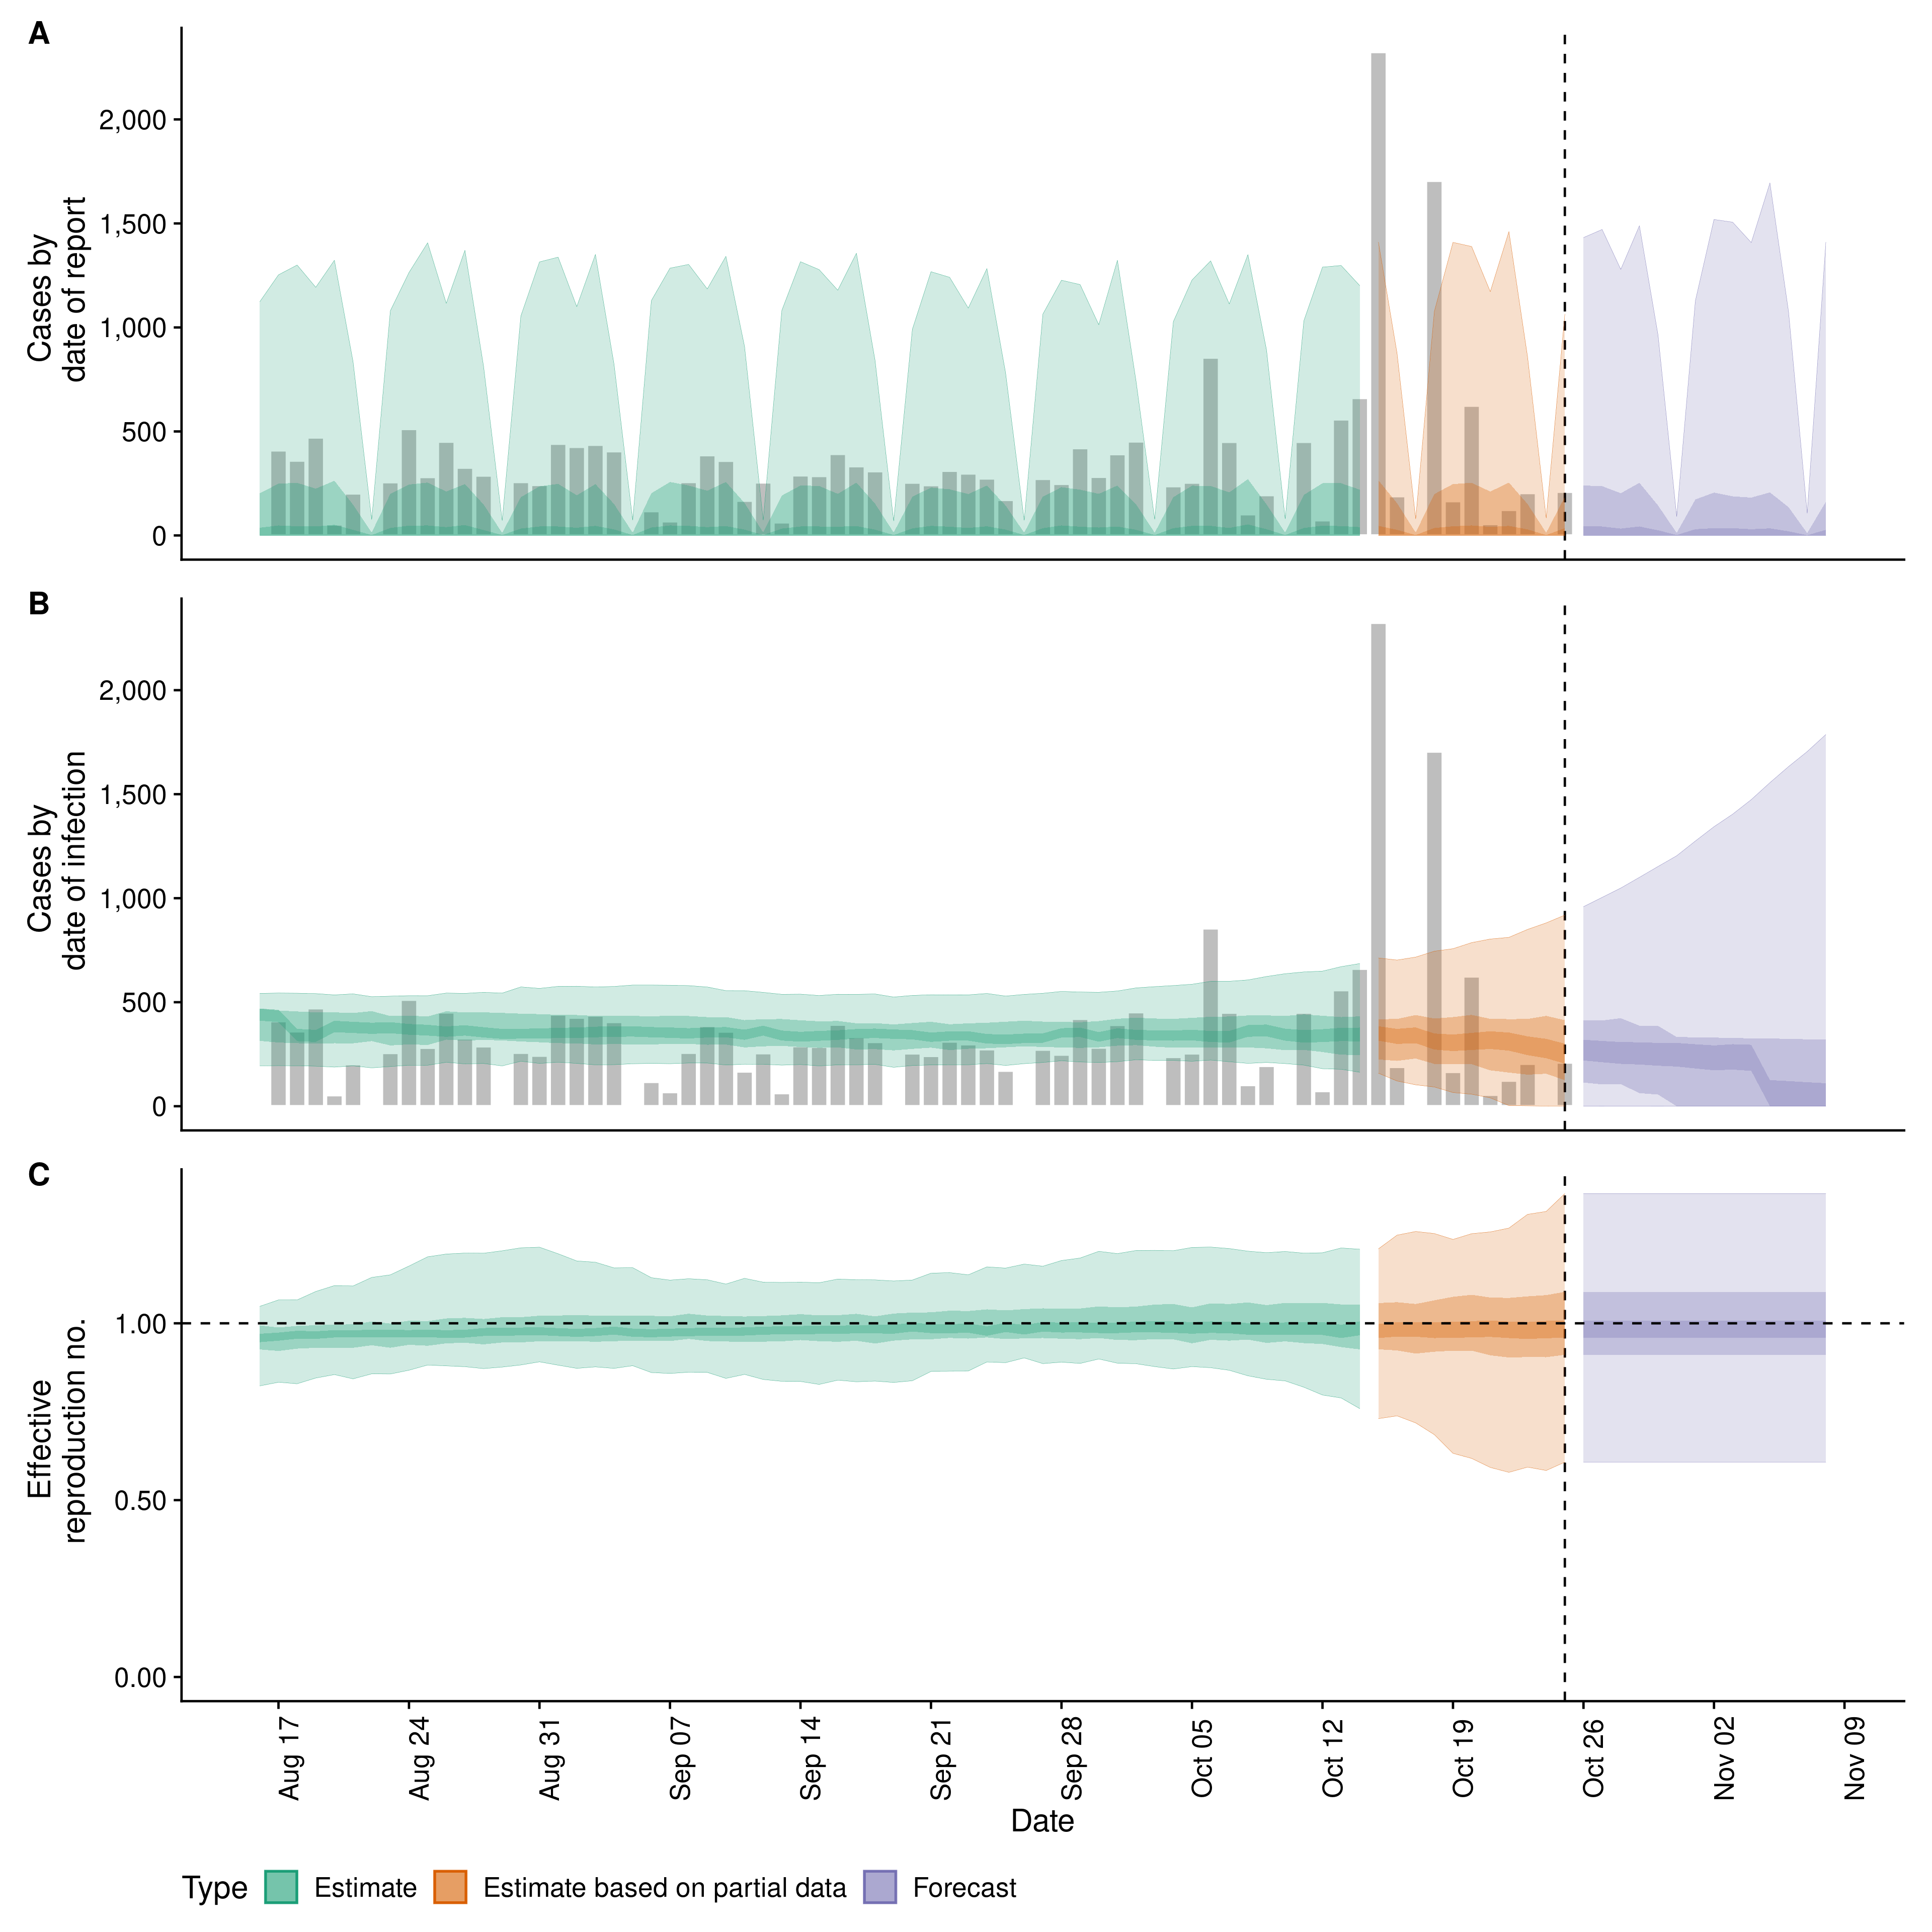 A
Cases by
date of report
2,000
1,500
1,000
500
0
B
Cases by
date of infection
2,000
1,500
1,000
500
0
C
Effective
reproduction no.
1.00
0.50
0.00
Aug 17
Aug 24
Aug 31
Sep 07
Sep 14
Sep 21
Sep 28
Oct 05
Oct 12
Oct 19
Oct 26
Nov 02
Nov 09
Date
Type
Estimate
Estimate based on partial data
Forecast